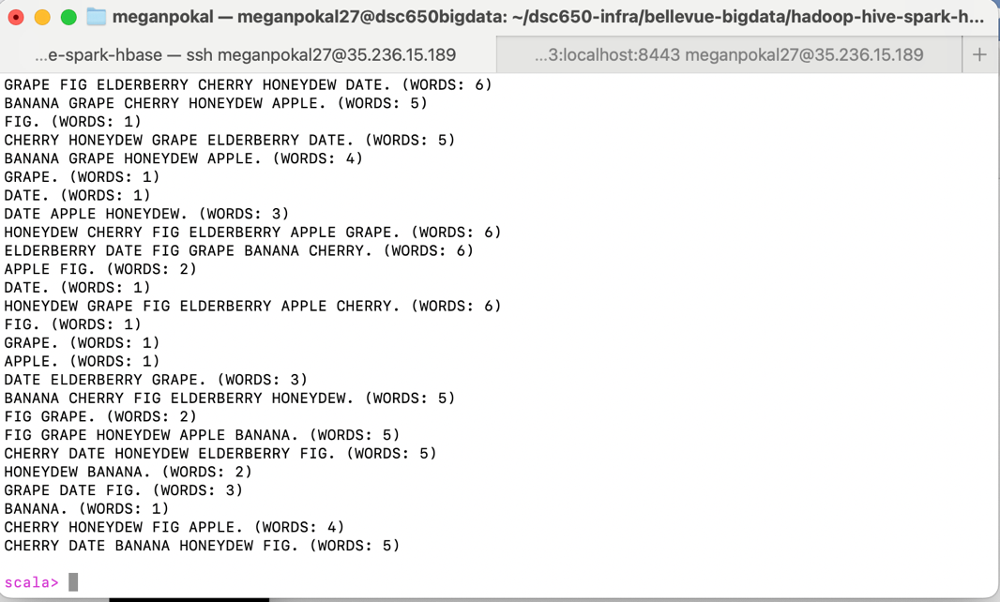 meganpokal — meganpokal27@dsc650bigdata: ~/dsc650-infra/bellevue-bigdata/hadoop-hive-spark-h...
...e-spark-hbase — ssh meganpokal27@35.236.15.189
...3:localhost:8443 meganpokal27@35.236.15.189
GRAPE FIG ELDERBERRY CHERRY HONEYDEW DATE. (WORDS: 6)
BANANA GRAPE CHERRY HONEYDEW APPLE. (WORDS: 5)
FIG. (WORDS: 1)
CHERRY HONEYDEW GRAPE ELDERBERRY DATE. (WORDS: 5)
BANANA GRAPE HONEYDEW APPLE. (WORDS: 4)
GRAPE. (WORDS: 1)
DATE. (WORDS: 1)
DATE APPLE HONEYDEW. (WORDS: 3)
HONEYDEW CHERRY FIG ELDERBERRY APPLE GRAPE. (WORDS: 6)
ELDERBERRY DATE FIG GRAPE BANANA CHERRY. (WORDS: 6)
APPLE FIG. (WORDS: 2)
DATE. (WORDS: 1)
HONEYDEW GRAPE FIG ELDERBERRY APPLE CHERRY. (WORDS: 6)
FIG. (WORDS: 1)
GRAPE. (WORDS: 1)
APPLE. (WORDS: 1)
DATE ELDERBERRY GRAPE. (WORDS: 3)
BANANA CHERRY FIG ELDERBERRY HONEYDEW. (WORDS: 5)
FIG GRAPE. (WORDS: 2)
FIG GRAPE HONEYDEW APPLE BANANA. (WORDS: 5)
CHERRY DATE HONEYDEW ELDERBERRY FIG. (WORDS: 5)
HONEYDEW BANANA. (WORDS: 2)
GRAPE DATE FIG. (WORDS: 3)
BANANA. (WORDS: 1)
CHERRY HONEYDEW FIG APPLE. (WORDS: 4)
CHERRY DATE BANANA HONEYDEW FIG. (WORDS: 5)
scala>